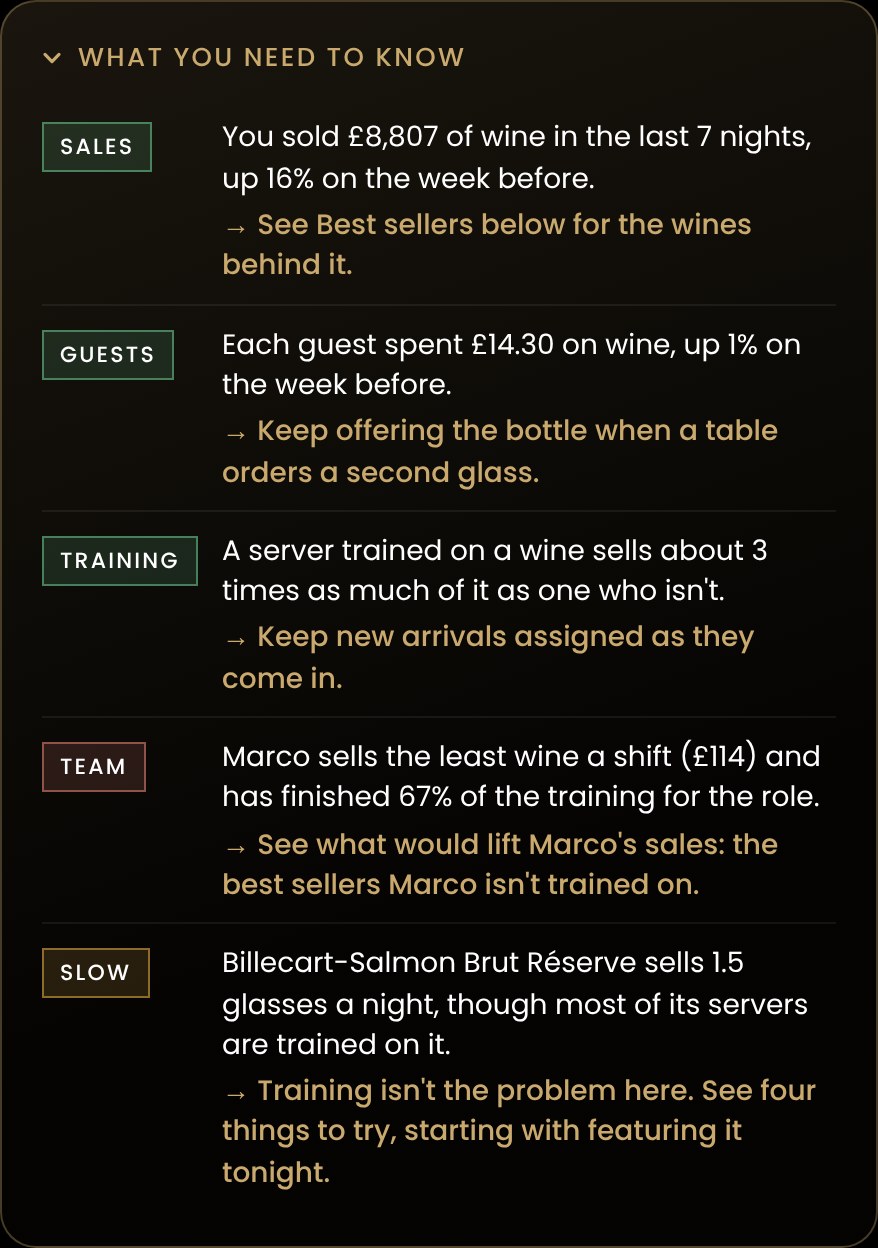 WHAT YOU NEED TO KNOW
SALES
You sold £8,807 of wine in the last 7 nights,
up 16% on the week before.
→ See Best sellers below for the wines
behind it.
GUESTS
Each guest spent £14.30 on wine, up 1% on
the week before.
→ Keep offering the bottle when a table
orders a second glass.
TRAINING
A server trained on a wine sells about 3
times as much of it as one who isn't.
→ Keep new arrivals assigned as they
come in.
TEAM
Marco sells the least wine a shift (£114) and
has finished 67% of the training for the role.
→ See what would lift Marco's sales: the
best sellers Marco isn't trained on.
SLOW
Billecart-Salmon Brut Réserve sells 1.5
glasses a night, though most of its servers
are trained on it.
→ Training isn't the problem here. See four
things to try, starting with featuring it
tonight.